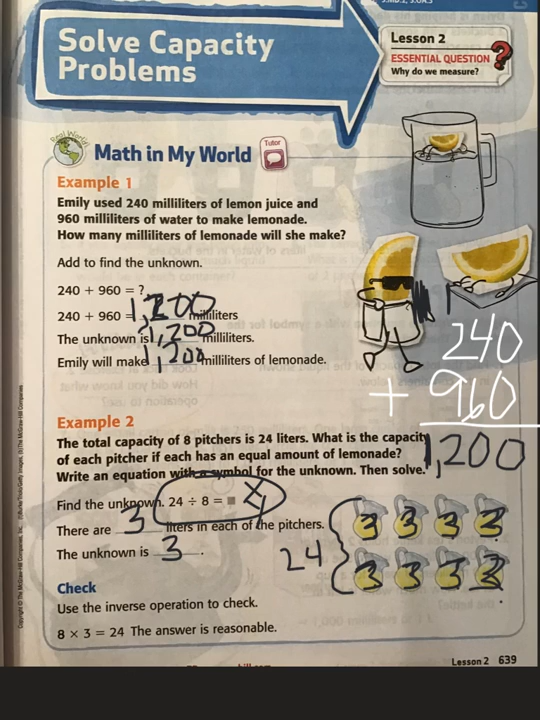 Solve Capacity
Problems
Lesson 2
ESSENTIAL QUESTION
Why do we measure?
?
Real World!
Math in My World
Tutor
Example 1
Emily used 240 milliliters of lemon juice and
960 milliliters of water to make lemonade.
How many milliliters of lemonade will she make?
Add to find the unknown.
240 + 960 = ?
240 + 960 = 1,200 milliliters
The unknown is 1,200 milliliters.
Emily will make 1,200 milliliters of lemonade.
240
+ 960
1,200
Example 2
The total capacity of 8 pitchers is 24 liters. What is the capacity
of each pitcher if each has an equal amount of lemonade?
Write an equation with a symbol for the unknown. Then solve.
Find the unknown. 24 ÷ 8 = ■ y
There are 3 liters in each of the pitchers.
The unknown is 3.
24 { 3 3 3 3
3 3 3 3
Check
Use the inverse operation to check.
8 × 3 = 24 The answer is reasonable.
Lesson 2 639